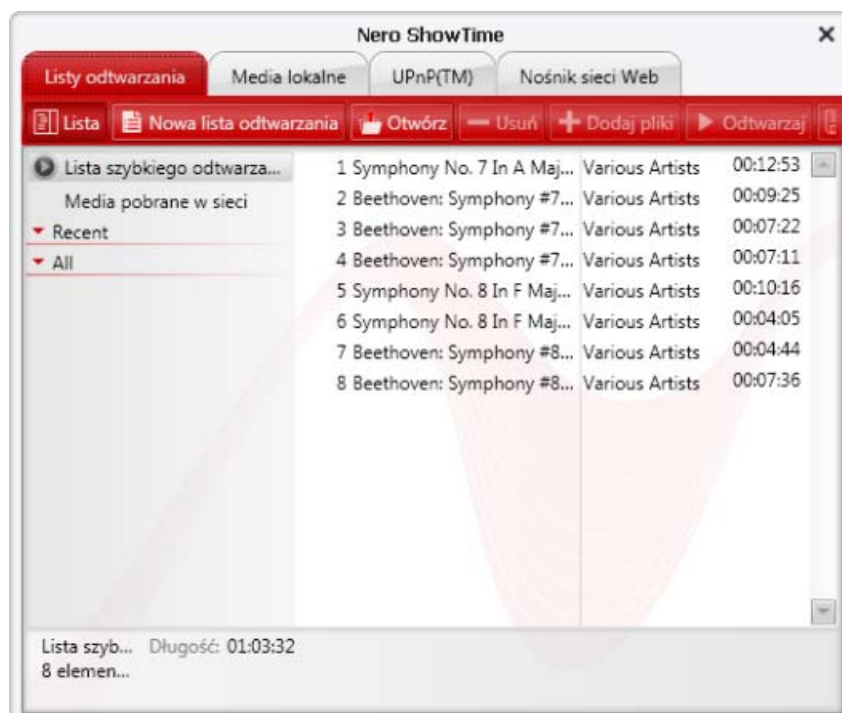 Nero ShowTime
Listy odtwarzania Media lokalne UPnP(TM) Nośnik sieci Web
Lista Nowa lista odtwarzania Otwórz Usuń Dodaj pliki Odtwarzaj
Lista szybkiego odtwarza...
Media pobrane w sieci
Recent
All
1 Symphony No. 7 In A Maj... Various Artists 00:12:53
2 Beethoven: Symphony #7... Various Artists 00:09:25
3 Beethoven: Symphony #7... Various Artists 00:07:22
4 Beethoven: Symphony #7... Various Artists 00:07:11
5 Symphony No. 8 In F Maj... Various Artists 00:10:16
6 Symphony No. 8 In F Maj... Various Artists 00:04:05
7 Beethoven: Symphony #8... Various Artists 00:04:44
8 Beethoven: Symphony #8... Various Artists 00:07:36
Lista szyb... Długość: 01:03:32
8 elemen...